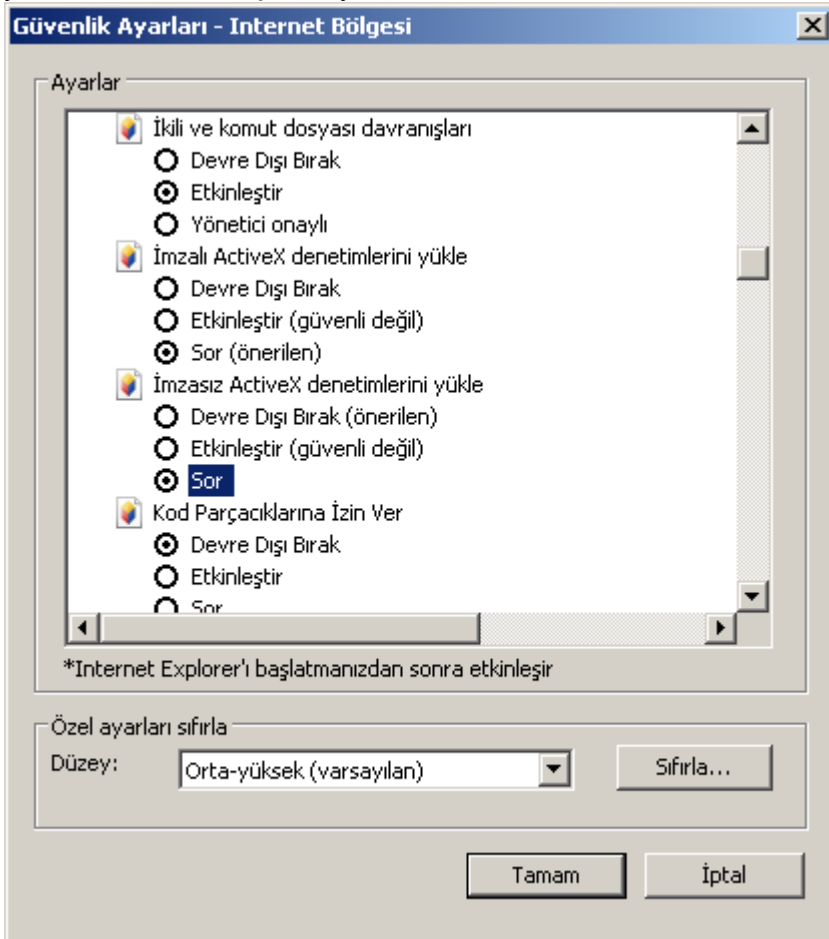 Güvenlik Ayarları - Internet Bölgesi
Ayarlar
İkili ve komut dosyası davranışları
Devre Dışı Bırak
Etkinleştir
Yönetici onaylı
İmzalı ActiveX denetimlerini yükle
Devre Dışı Bırak
Etkinleştir (güvenli değil)
Sor (önerilen)
İmzasız ActiveX denetimlerini yükle
Devre Dışı Bırak (önerilen)
Etkinleştir (güvenli değil)
Sor
Kod Parçacıklarına İzin Ver
Devre Dışı Bırak
Etkinleştir
Sor
*Internet Explorer'ı başlatmanızdan sonra etkinleşir
Özel ayarları sıfırla
Düzey:
Orta-yüksek (varsayılan)
Sıfırla...
Tamam
İptal